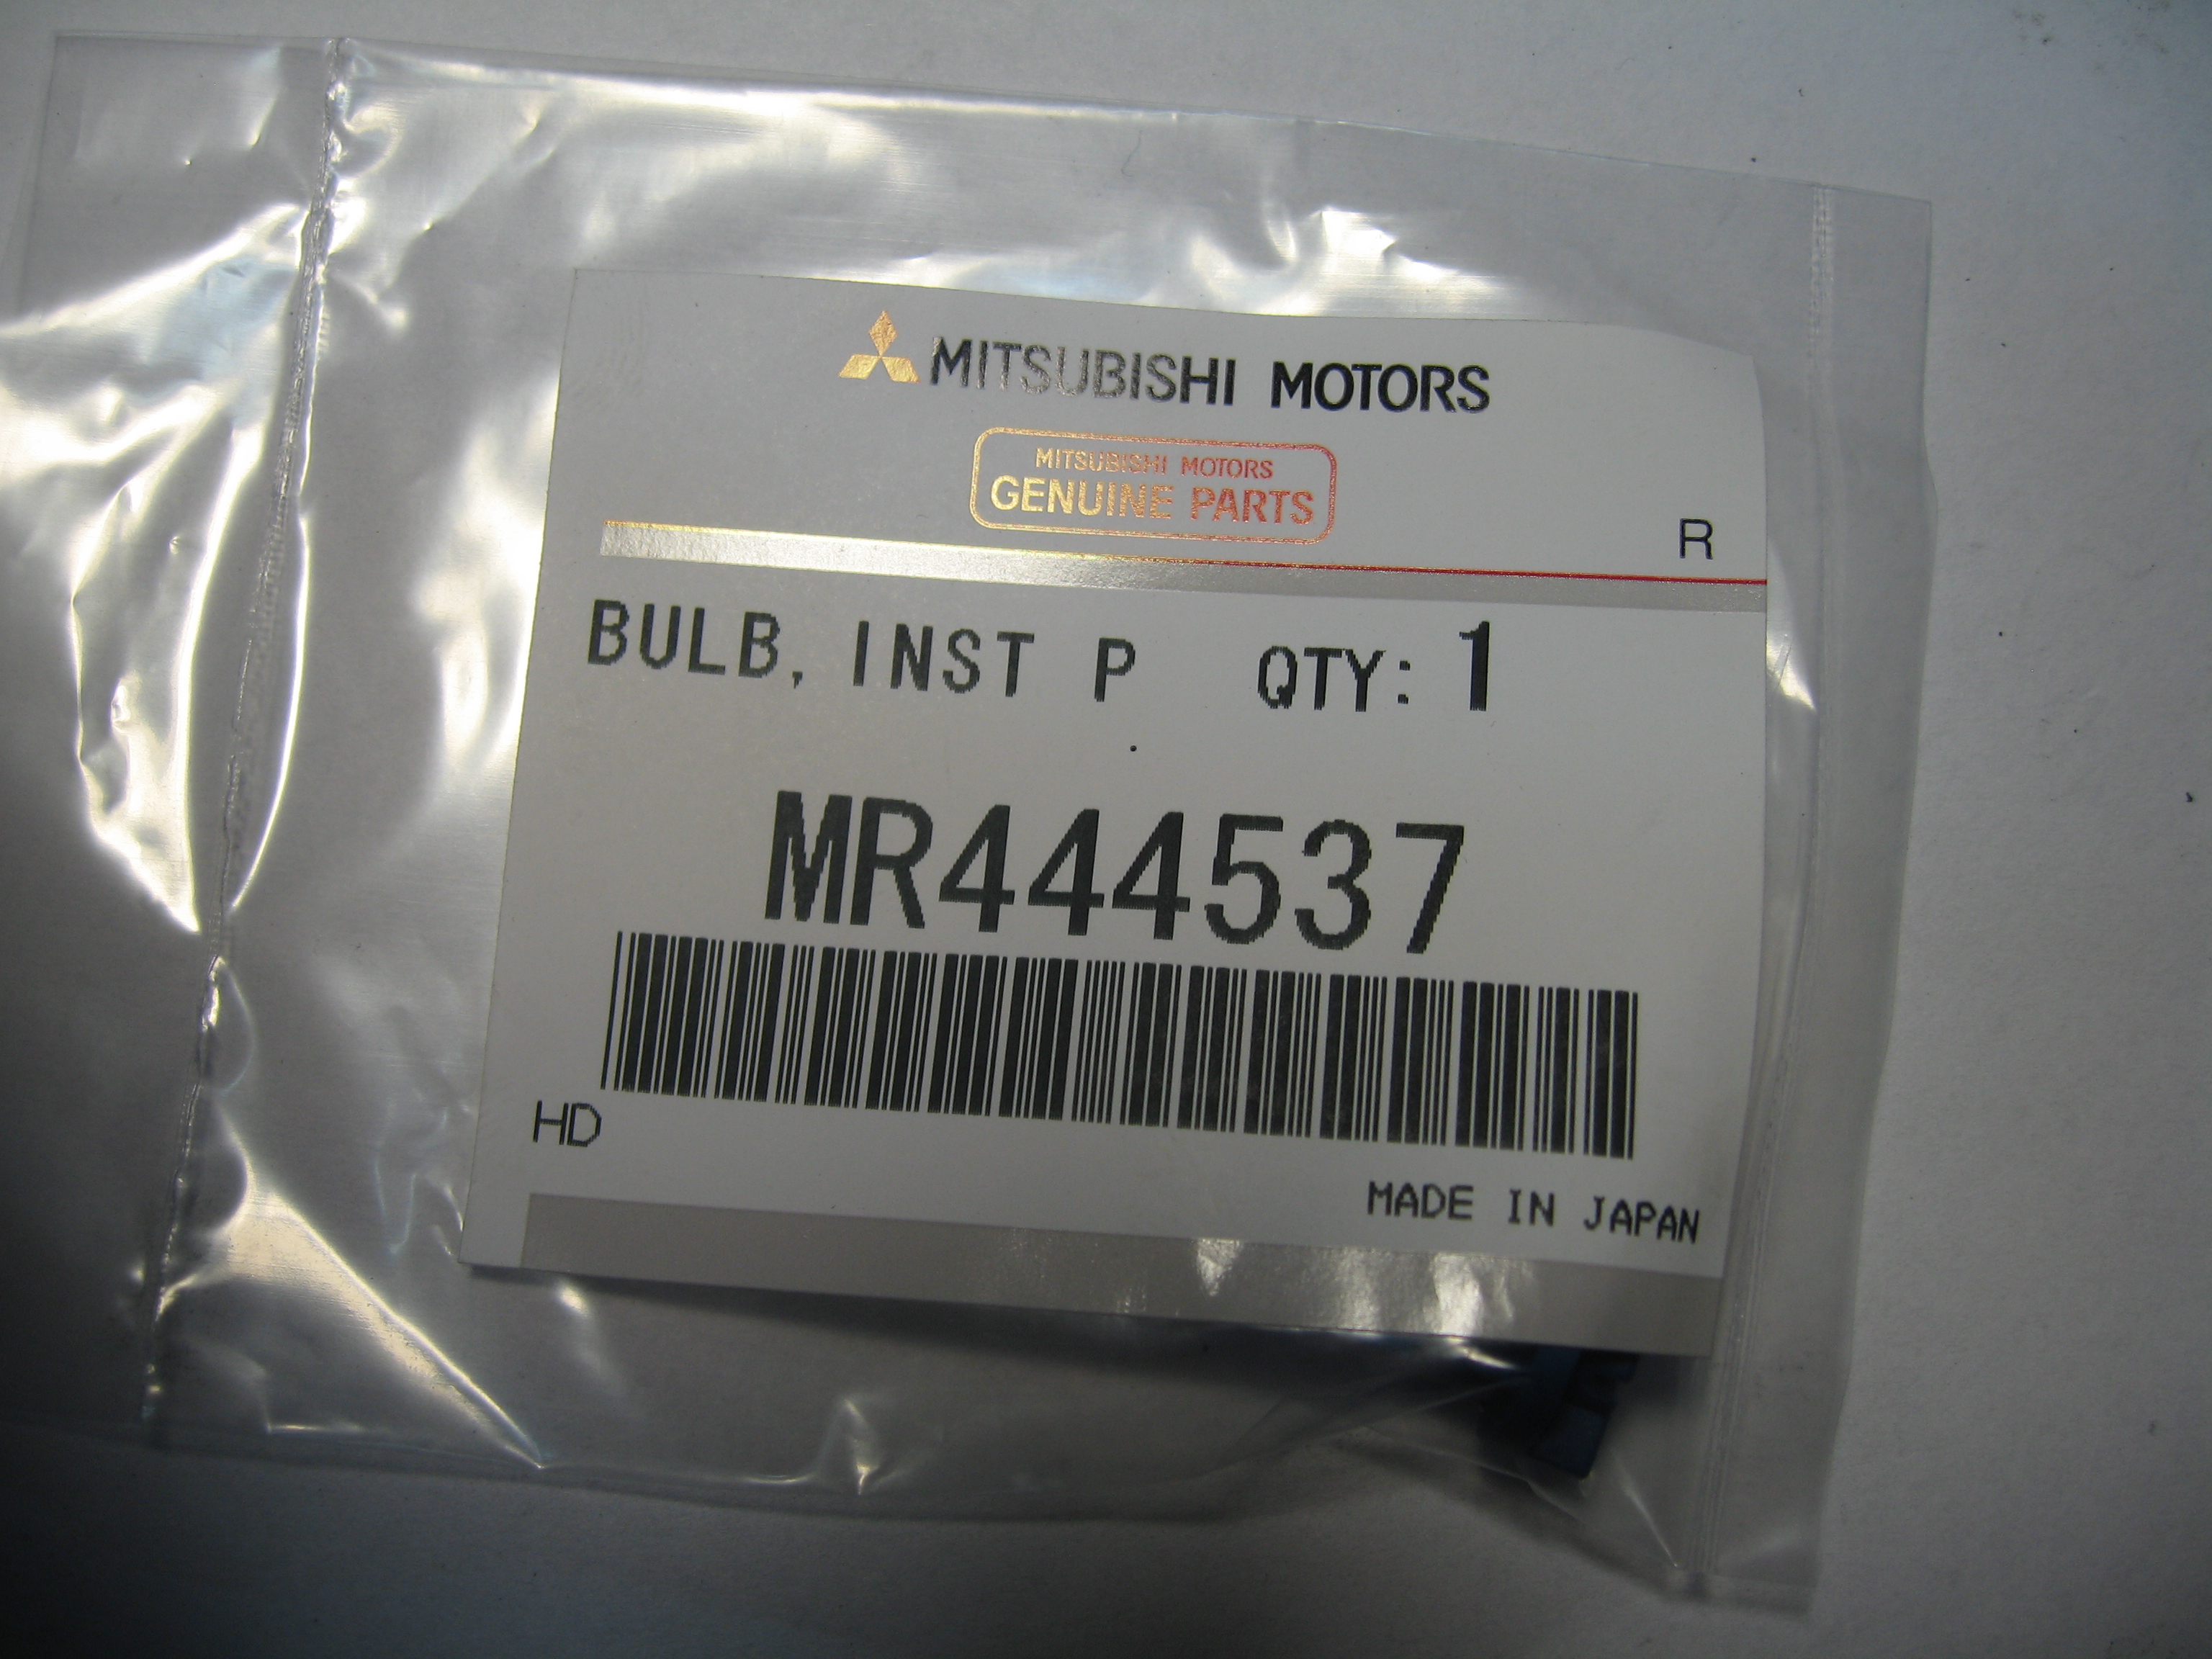 MITSUBISHI MOTORS
MITSUBISHI MOTORS
GENUINE PARTS
R
BULB, INST P QTY: 1
MR444537
HD
MADE IN JAPAN